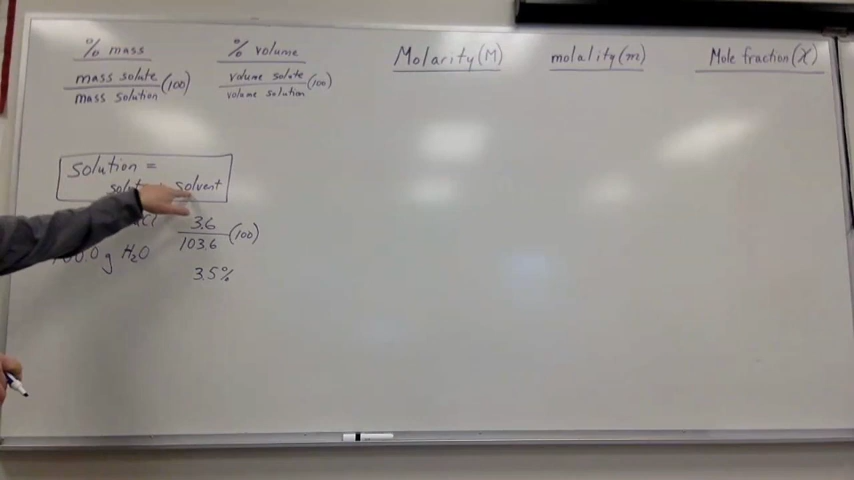 % mass
mass solute (100)
mass solution
% volume
volume solute (100)
volume solution
Molarity (M)
molality (m)
Mole fraction (X)
Solution =
solvent
3.6
103.6 (100)
g H₂O
3.5%